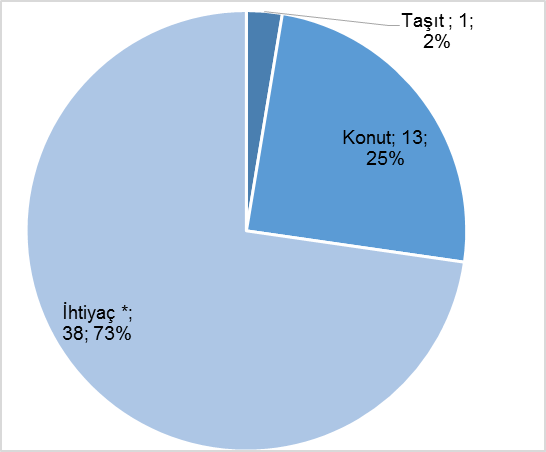 Taşıt ; 1;
2%
Konut; 13;
25%
İhtiyaç *;
38; 73%